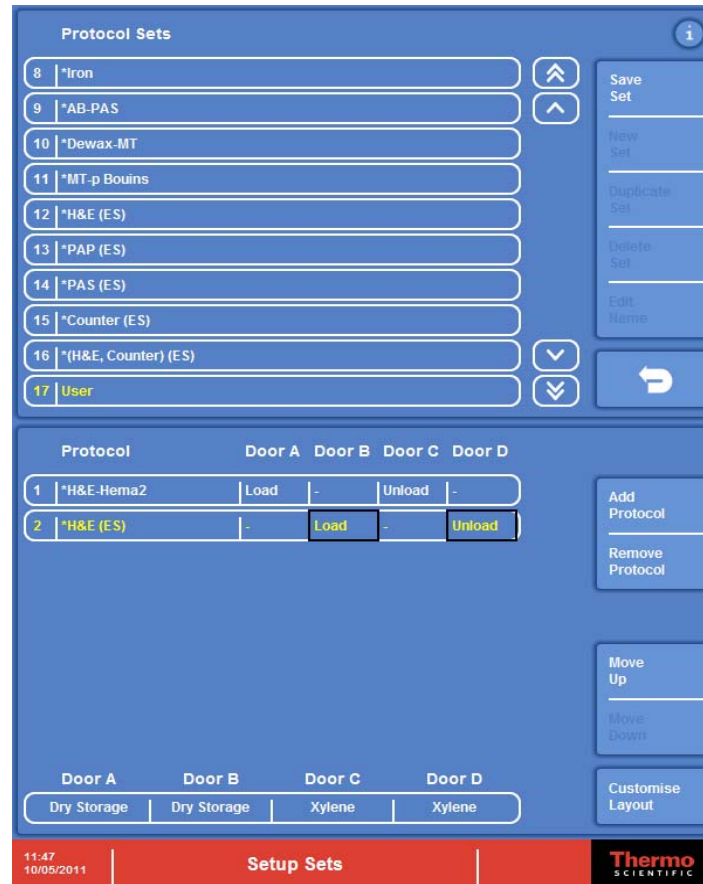 Protocol Sets
i
8 *Iron
9 *AB-PAS
10 *Dewax-MT
11 *MT-p Bouins
12 *H&E (ES)
13 *PAP (ES)
14 *PAS (ES)
15 *Counter (ES)
16 *(H&E, Counter) (ES)
17 User
Save
Set
New
Set
Duplicate
Set
Delete
Set
Edit
Name
Protocol Door A Door B Door C Door D
1 *H&E-Hema2 Load - Unload -
2 *H&E (ES) - Load - Unload
Add
Protocol
Remove
Protocol
Move
Up
Move
Down
Customise
Layout
Door A Door B Door C Door D
Dry Storage Dry Storage Xylene Xylene
11:47
10/05/2011
Setup Sets
Thermo
SCIENTIFIC